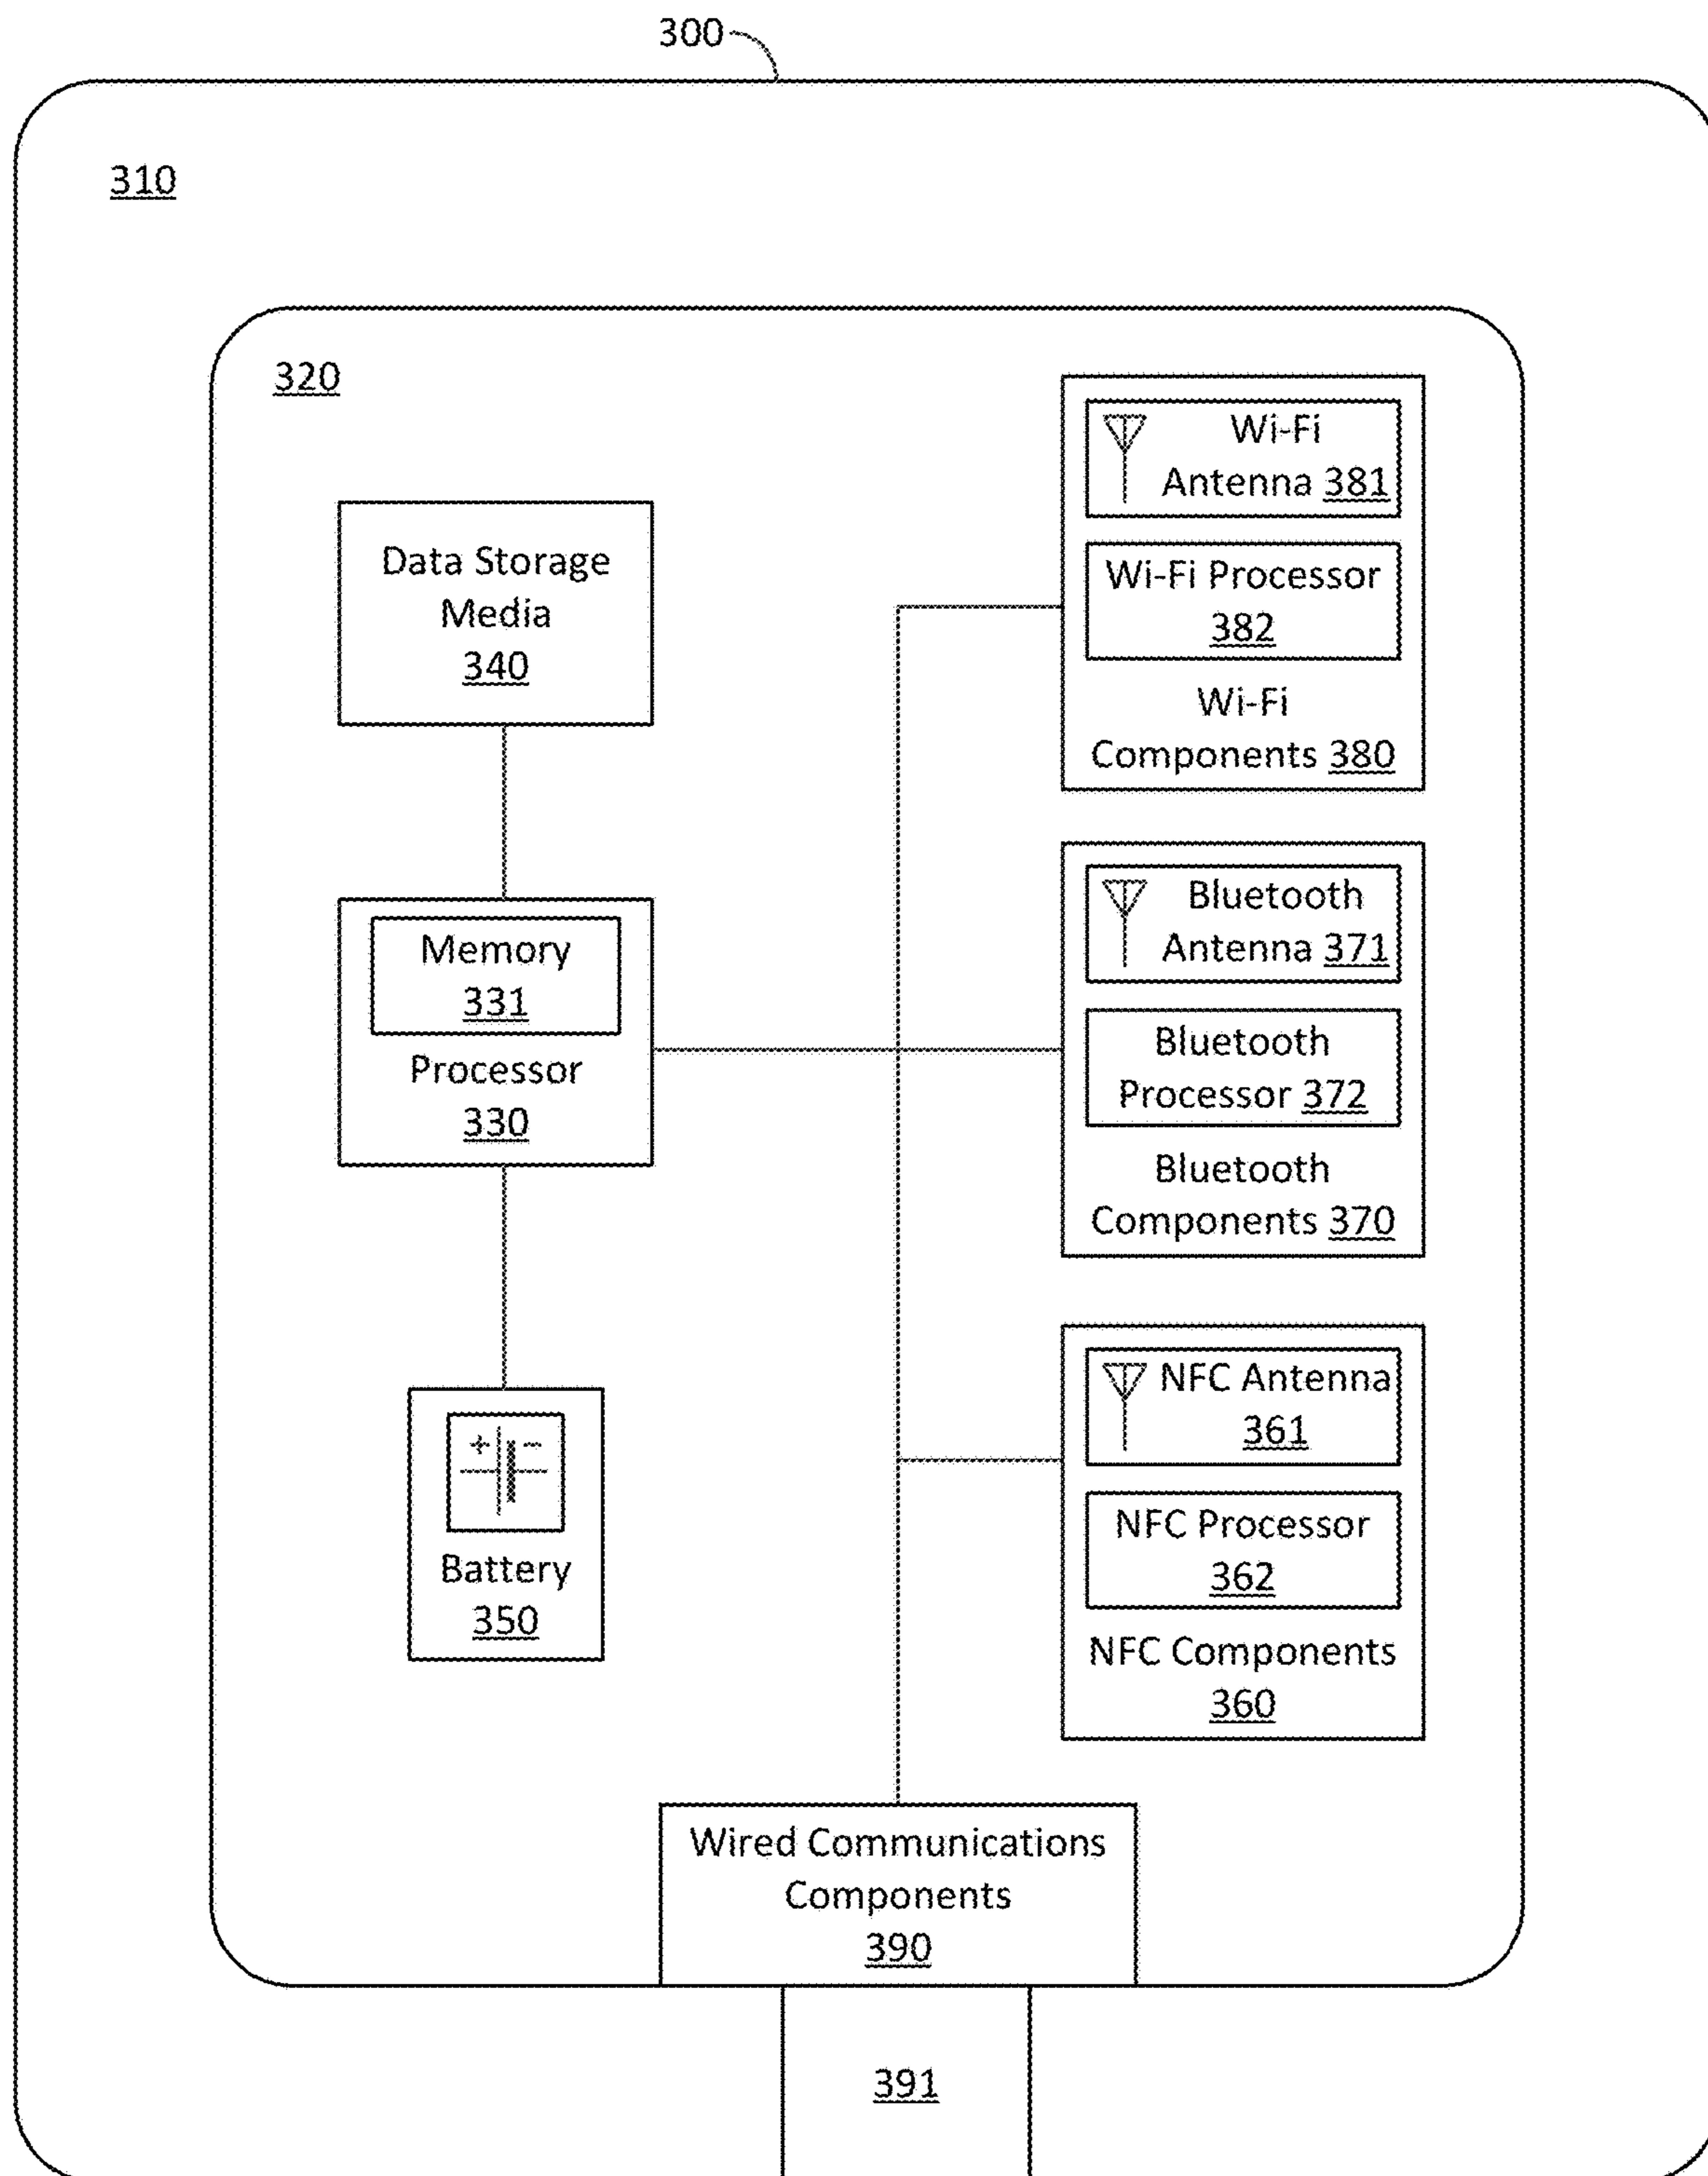 300
310
320
Data Storage
Media
340
Memory
331
Processor
330
+ −
Battery
350
Wi-Fi
Antenna 381
Wi-Fi Processor
382
Wi-Fi
Components 380
Bluetooth
Antenna 371
Bluetooth
Processor 372
Bluetooth
Components 370
NFC Antenna
361
NFC Processor
362
NFC Components
360
Wired Communications
Components
390
391